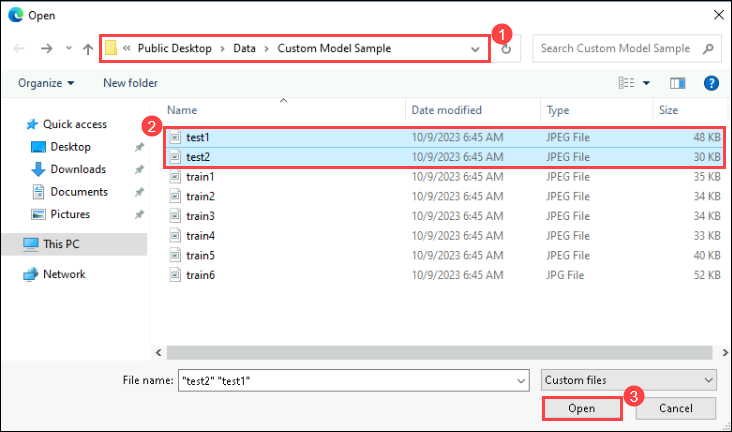 Open
1
« Public Desktop > Data > Custom Model Sample
Search Custom Model Sample
Organize
New folder
?
Name Date modified Type Size
Quick access
Desktop
Downloads
Documents
Pictures
This PC
Network
2
test1 10/9/2023 6:45 AM JPEG File 48 KB
test2 10/9/2023 6:45 AM JPEG File 30 KB
train1 10/9/2023 6:45 AM JPEG File 35 KB
train2 10/9/2023 6:45 AM JPEG File 34 KB
train3 10/9/2023 6:45 AM JPEG File 34 KB
train4 10/9/2023 6:45 AM JPEG File 33 KB
train5 10/9/2023 6:45 AM JPEG File 40 KB
train6 10/9/2023 6:45 AM JPG File 52 KB
File name: "test2" "test1"
Custom files
3
Open
Cancel